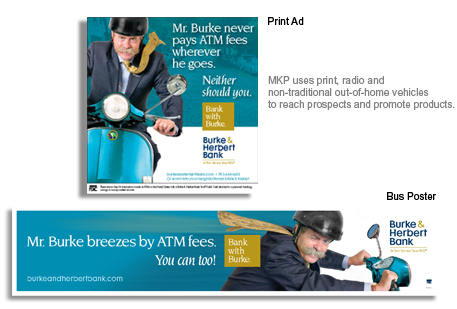 Print Ad
Mr. Burke never
pays ATM fees
wherever
he goes.
Neither
should you.
Bank
with
Burke.
Burke &
Herbert
Bank
MKP uses print, radio and
non-traditional out-of-home vehicles
to reach prospects and promote products.
Bus Poster
Mr. Burke breezes by ATM fees.
You can too!
Bank
with
Burke.
burkeandherbertbank.com
Burke &
Herbert
Bank